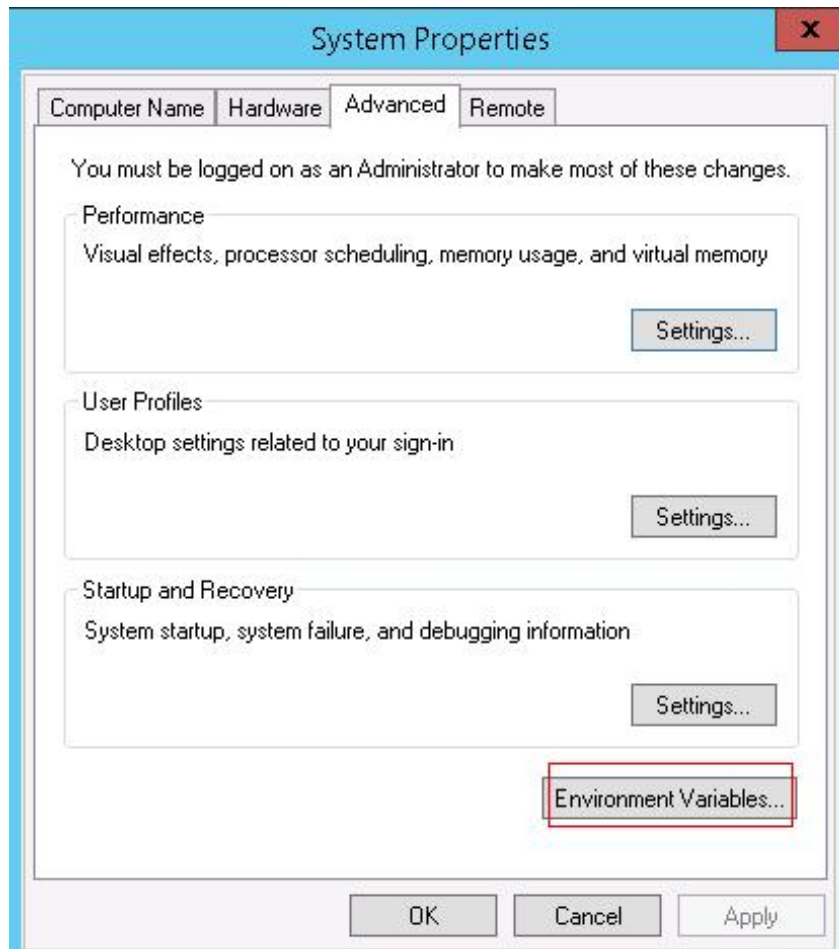 System Properties
x
Computer Name Hardware Advanced Remote
You must be logged on as an Administrator to make most of these changes.
Performance
Visual effects, processor scheduling, memory usage, and virtual memory
Settings...
User Profiles
Desktop settings related to your sign-in
Settings...
Startup and Recovery
System startup, system failure, and debugging information
Settings...
Environment Variables...
OK Cancel Apply